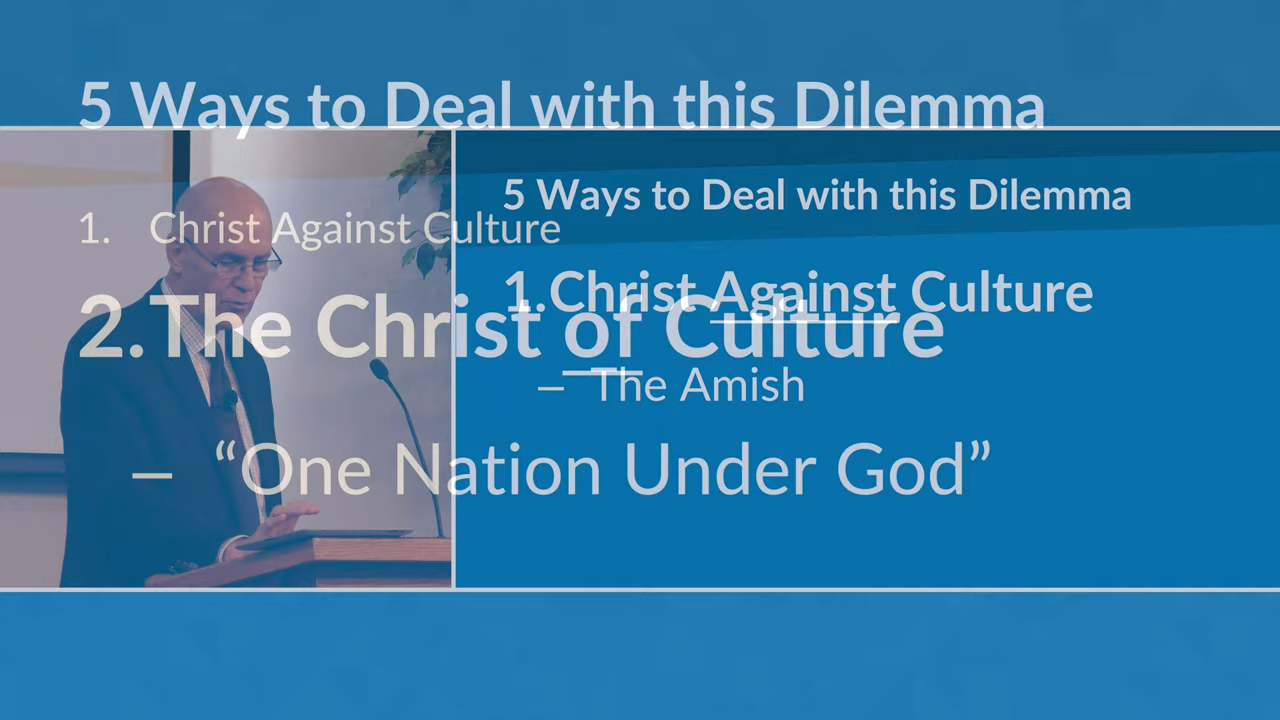 5 Ways to Deal with this Dilemma
1. Christ Against Culture
2. The Christ of Culture
– “One Nation Under God”
5 Ways to Deal with this Dilemma
1. Christ Against Culture
– The Amish